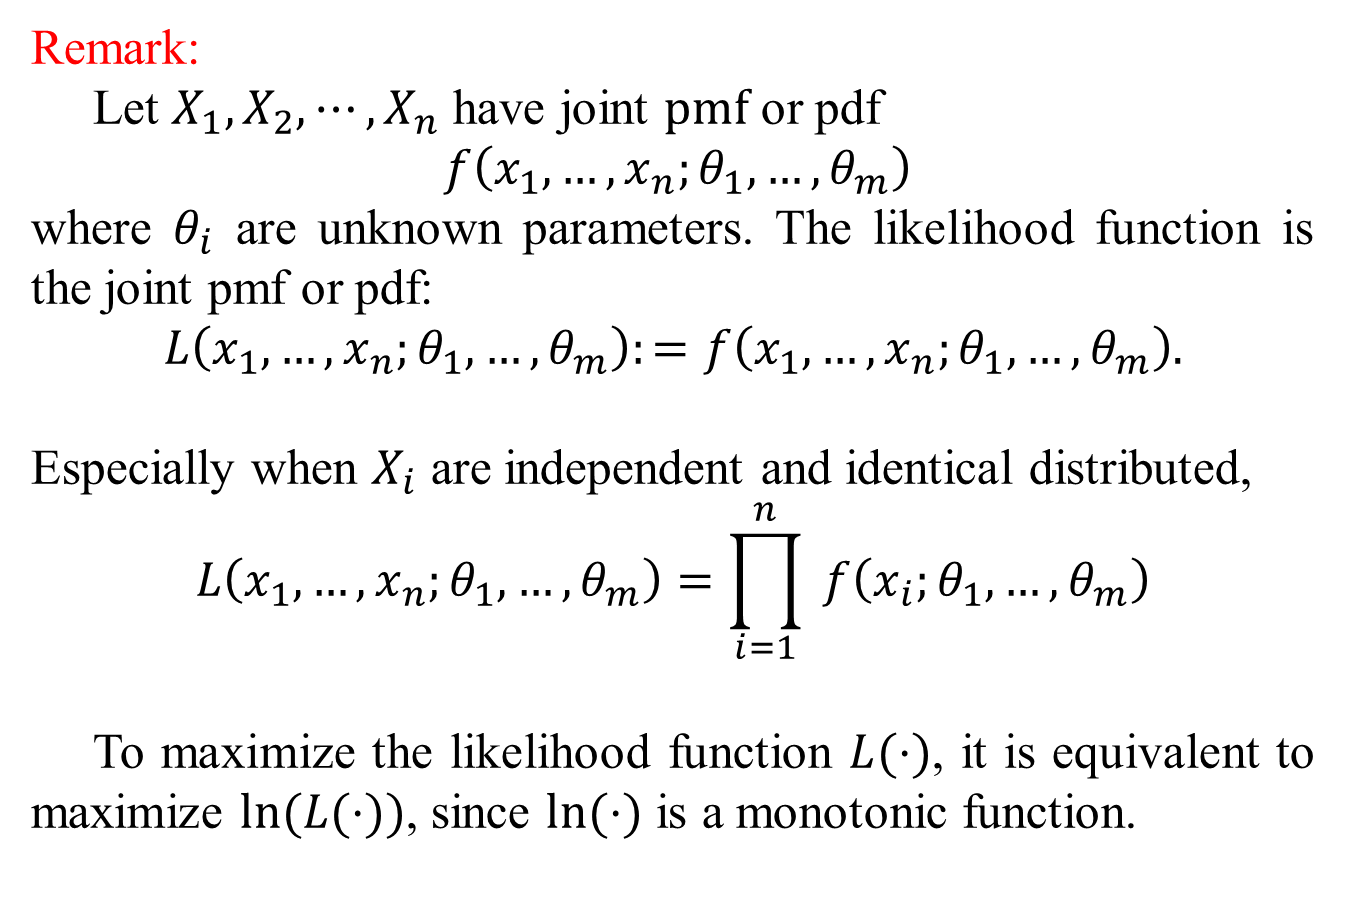 Remark:
Let X₁, X₂, ⋯ , Xₙ have joint pmf or pdf
f(x₁, … , xₙ; θ₁, … , θₘ)
where θᵢ are unknown parameters. The likelihood function is
the joint pmf or pdf:
L(x₁, … , xₙ; θ₁, … , θₘ): = f(x₁, … , xₙ; θ₁, … , θₘ).
Especially when Xᵢ are independent and identical distributed,
L(x₁, … , xₙ; θ₁, … , θₘ) = ∏ᵢ₌₁ⁿ f(xᵢ; θ₁, … , θₘ)
To maximize the likelihood function L(·), it is equivalent to
maximize ln(L(·)), since ln(·) is a monotonic function.